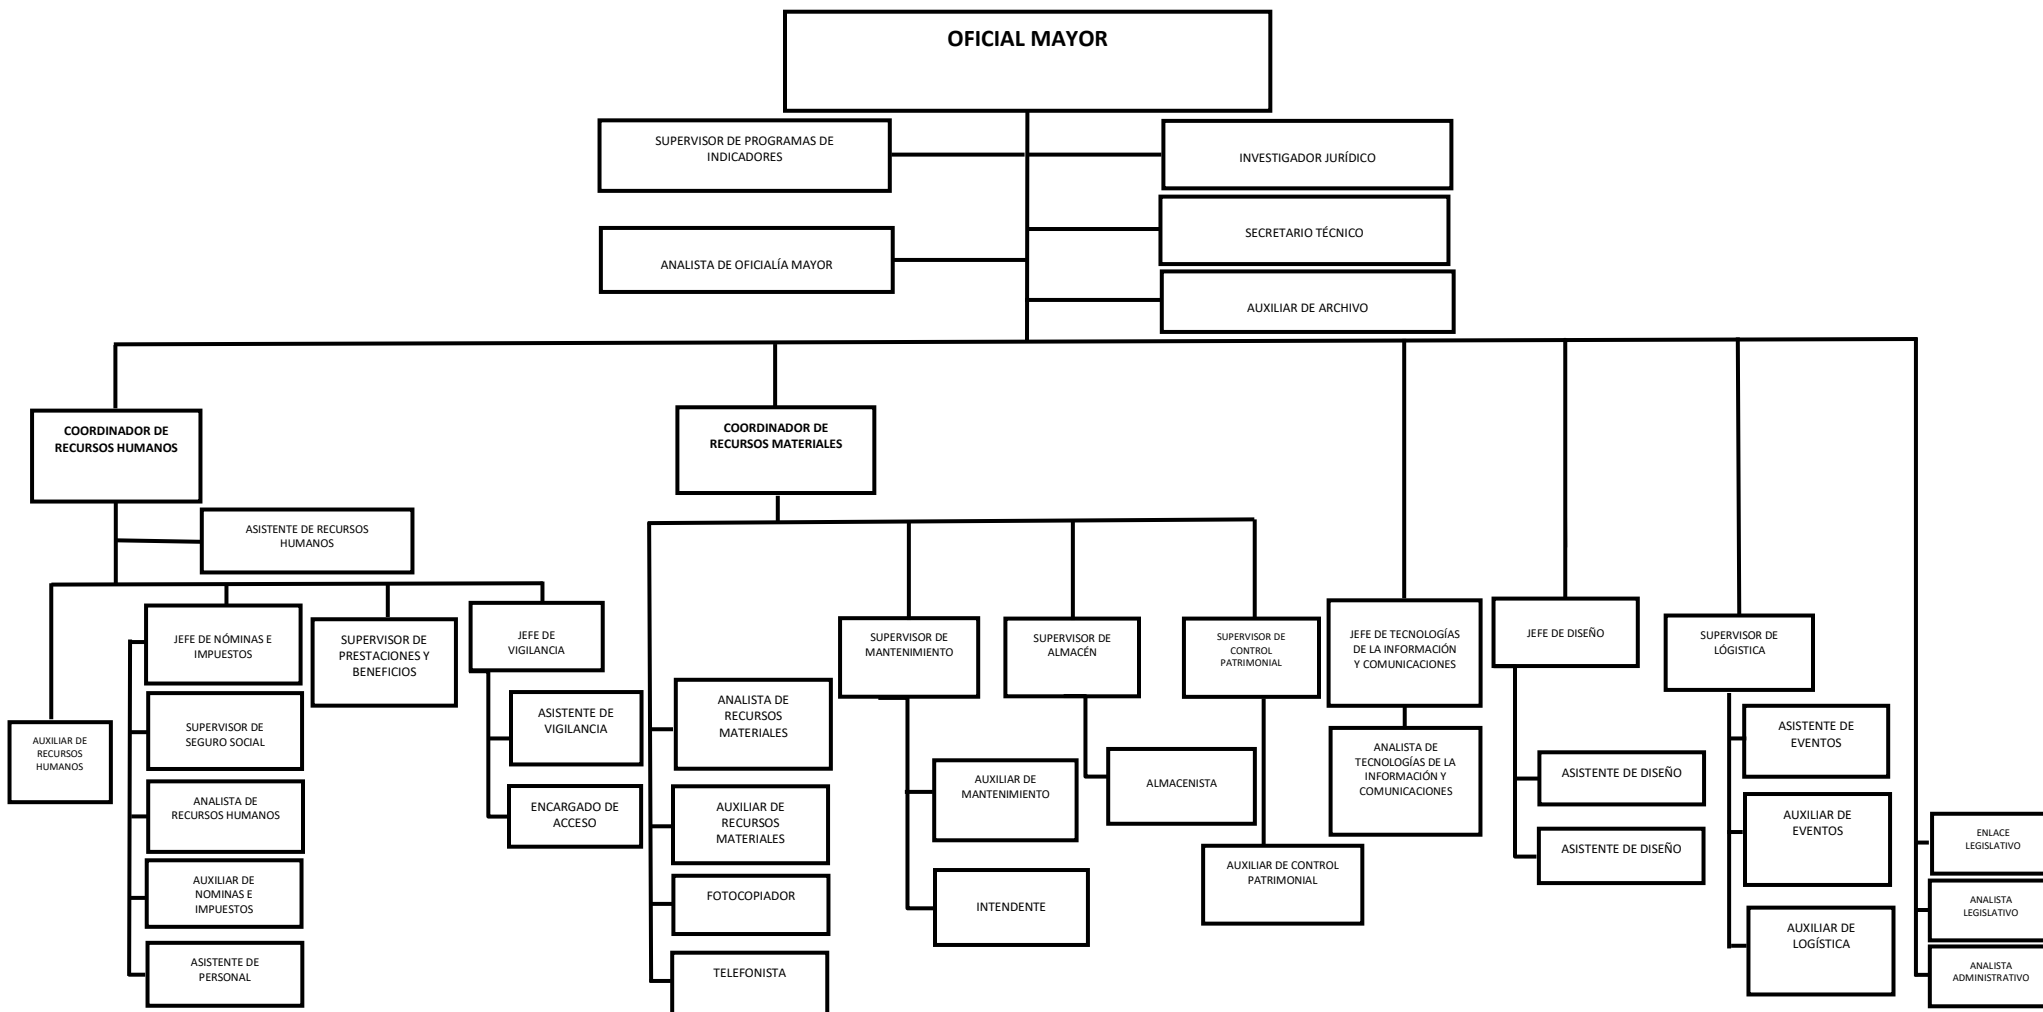 OFICIAL MAYOR
SUPERVISOR DE PROGRAMAS DE
INDICADORES
INVESTIGADOR JURÍDICO
SECRETARIO TÉCNICO
ANALISTA DE OFICIALÍA MAYOR
AUXILIAR DE ARCHIVO
COORDINADOR DE
RECURSOS HUMANOS
COORDINADOR DE
RECURSOS MATERIALES
ASISTENTE DE RECURSOS
HUMANOS
AUXILIAR DE
RECURSOS
HUMANOS
JEFE DE NÓMINAS E
IMPUESTOS
SUPERVISOR DE
SEGURO SOCIAL
ANALISTA DE
RECURSOS HUMANOS
AUXILIAR DE
NOMINAS E
IMPUESTOS
ASISTENTE DE
PERSONAL
SUPERVISOR DE
PRESTACIONES Y
BENEFICIOS
JEFE DE
VIGILANCIA
ASISTENTE DE
VIGILANCIA
ENCARGADO DE
ACCESO
ANALISTA DE
RECURSOS
MATERIALES
AUXILIAR DE
RECURSOS
MATERIALES
FOTOCOPIADOR
TELEFONISTA
SUPERVISOR DE
MANTENIMIENTO
AUXILIAR DE
MANTENIMIENTO
INTENDENTE
SUPERVISOR DE
ALMACÉN
ALMACENISTA
SUPERVISOR DE
CONTROL
PATRIMONIAL
AUXILIAR DE CONTROL
PATRIMONIAL
JEFE DE TECNOLOGÍAS
DE LA INFORMACIÓN
Y COMUNICACIONES
ANALISTA DE
TECNOLOGÍAS DE LA
INFORMACIÓN Y
COMUNICACIONES
JEFE DE DISEÑO
ASISTENTE DE DISEÑO
ASISTENTE DE DISEÑO
SUPERVISOR DE
LÓGISTICA
ASISTENTE DE
EVENTOS
AUXILIAR DE
EVENTOS
AUXILIAR DE
LOGÍSTICA
ENLACE
LEGISLATIVO
ANALISTA
LEGISLATIVO
ANALISTA
ADMINISTRATIVO